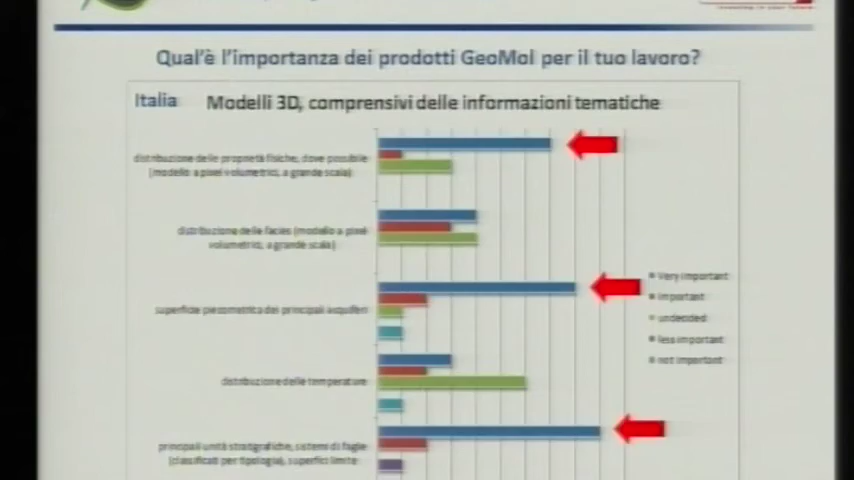 Qual'è l'importanza dei prodotti GeoMol per il tuo lavoro?
Italia
Modelli 3D, comprensivi delle informazioni tematiche
distribuzione delle proprietà fisiche, dove possibile
(modello a pixel volumetrici, a grande scala)
distribuzione delle facies (modello a pixel
volumetrici, a grande scala)
superficie piezometrica dei principali acquiferi
distribuzione delle temperature
principali unità stratigrafiche, sistemi di faglie
(classificati per tipologia), superfici limite
Very important
important
undecided
less important
not important